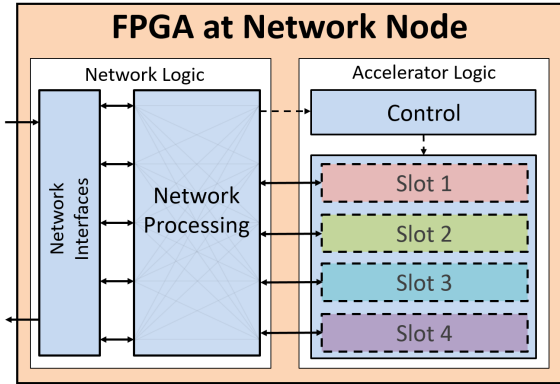 FPGA at Network Node
Network Logic
Accelerator Logic
Network
Interfaces
Network
Processing
Control
Slot 1
Slot 2
Slot 3
Slot 4